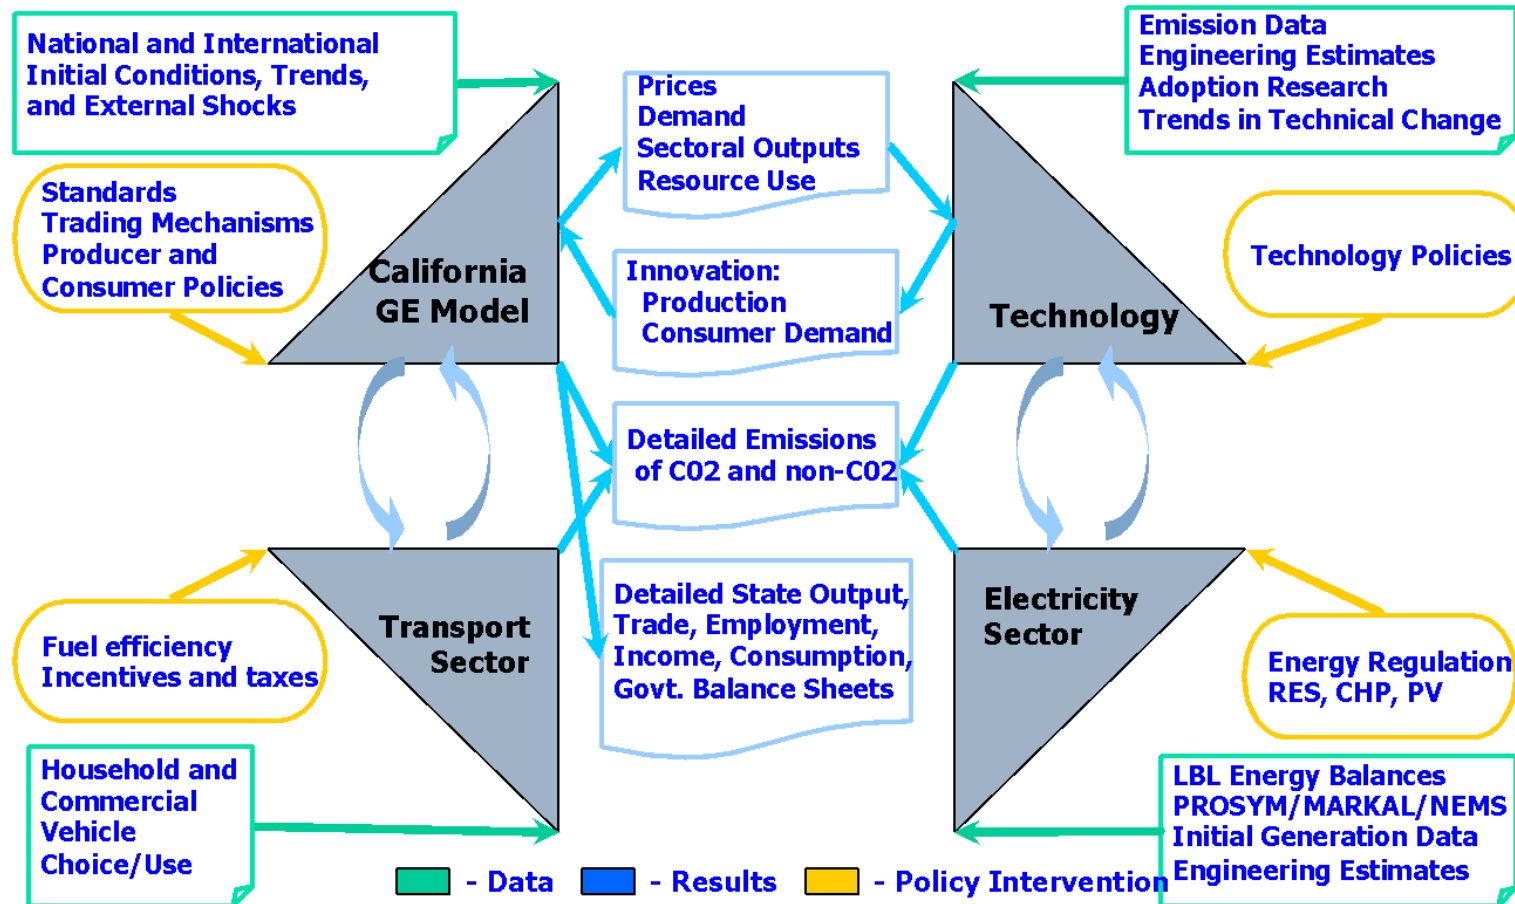 National and International
Initial Conditions, Trends,
and External Shocks
Emission Data
Engineering Estimates
Adoption Research
Trends in Technical Change
Prices
Demand
Sectoral Outputs
Resource Use
Standards
Trading Mechanisms
Producer and
Consumer Policies
California
GE Model
Innovation:
Production
Consumer Demand
Technology
Technology Policies
Detailed Emissions
of C02 and non-C02
Fuel efficiency
Incentives and taxes
Transport
Sector
Detailed State Output,
Trade, Employment,
Income, Consumption,
Govt. Balance Sheets
Electricity
Sector
Energy Regulation
RES, CHP, PV
Household and
Commercial
Vehicle
Choice/Use
LBL Energy Balances
PROSYM/MARKAL/NEMS
Initial Generation Data
Engineering Estimates
- Data
- Results
- Policy Intervention